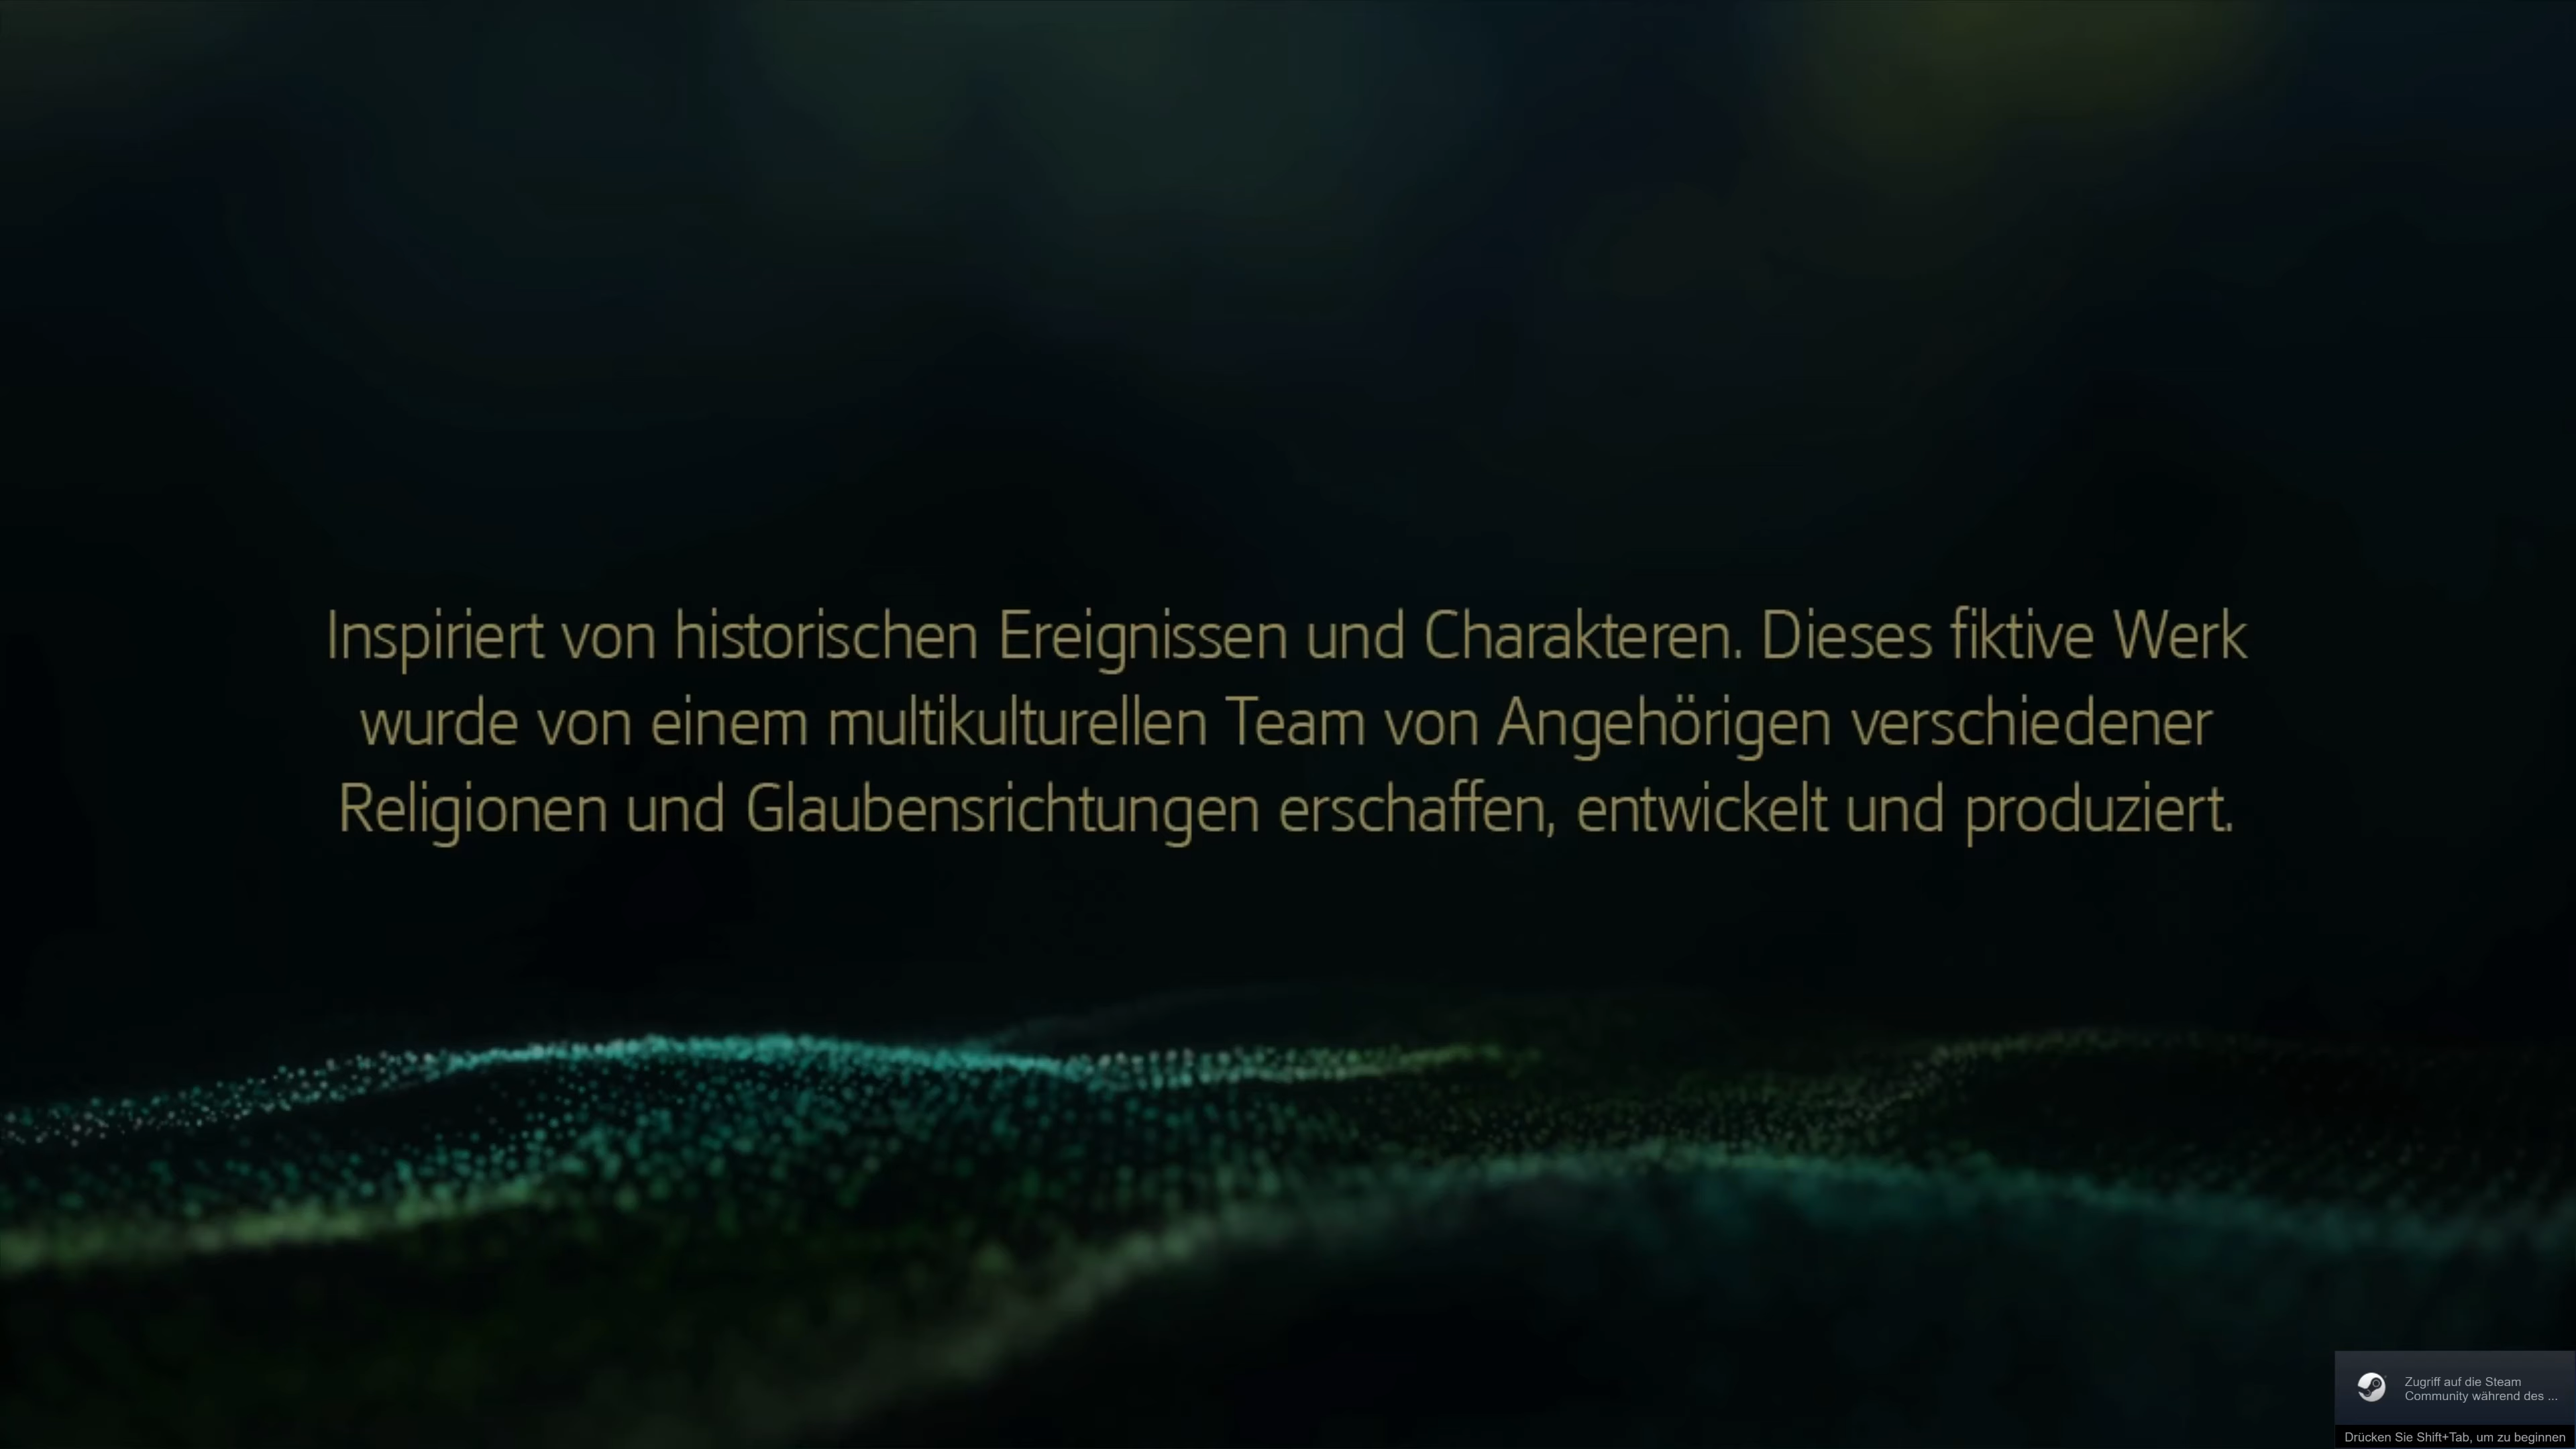 Inspiriert von historischen Ereignissen und Charakteren. Dieses fiktive Werk
wurde von einem multikulturellen Team von Angehörigen verschiedener
Religionen und Glaubensrichtungen erschaffen, entwickelt und produziert.
Zugriff auf die Steam
Community während des ...
Drücken Sie Shift+Tab, um zu beginnen